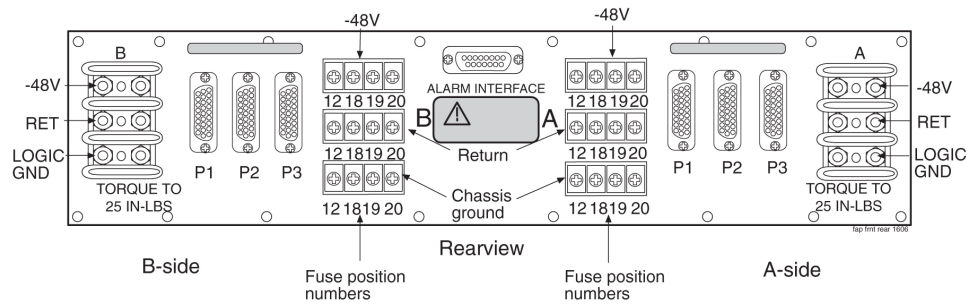 -48V
-48V
B
A
-48V
ALARM INTERFACE
-48V
12 18 19 20
12 18 19 20
RET
B
A
RET
12 18 19 20
Return
12 18 19 20
LOGIC
GND
P1
P2
P3
P1
P2
P3
LOGIC
GND
TORQUE TO
25 IN-LBS
Chassis
ground
TORQUE TO
25 IN-LBS
12 18 19 20
12 18 19 20
fap frnt rear 1606
Rearview
B-side
A-side
Fuse position
numbers
Fuse position
numbers